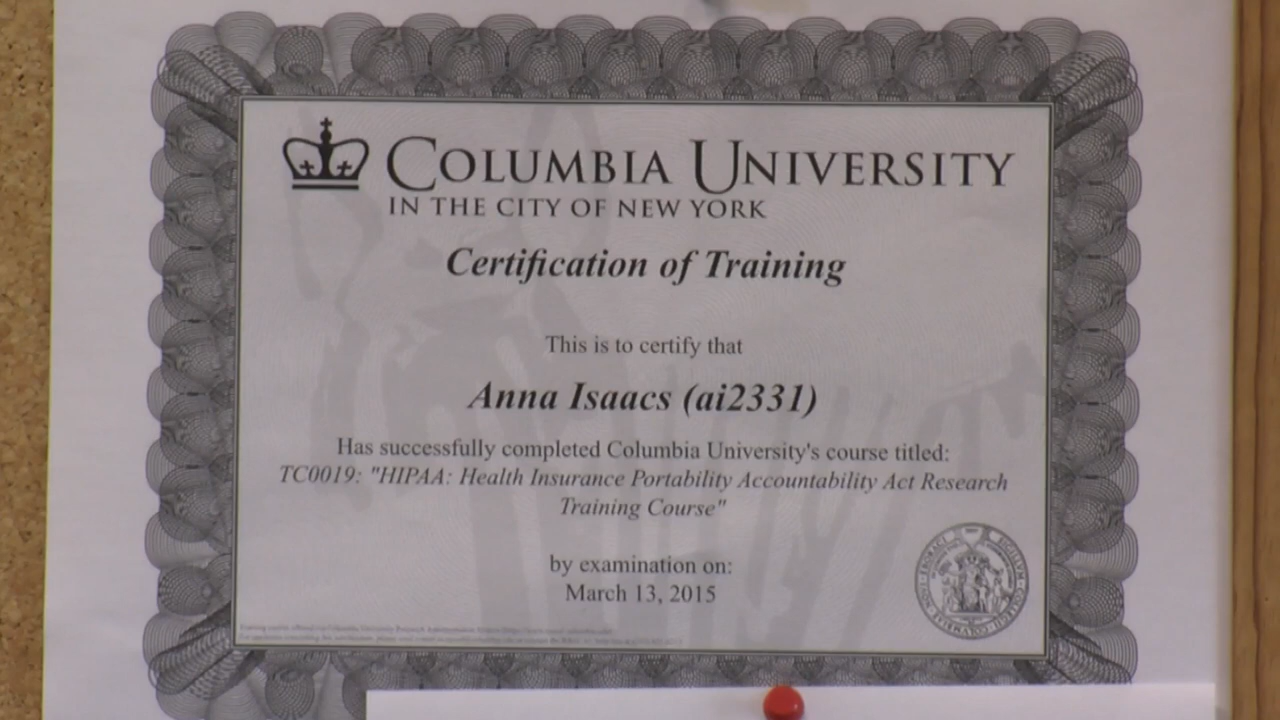 COLUMBIA UNIVERSITY
IN THE CITY OF NEW YORK
Certification of Training
This is to certify that
Anna Isaacs (ai2331)
Has successfully completed Columbia University's course titled:
TC0019: "HIPAA: Health Insurance Portability Accountability Act Research
Training Course"
by examination on:
March 13, 2015